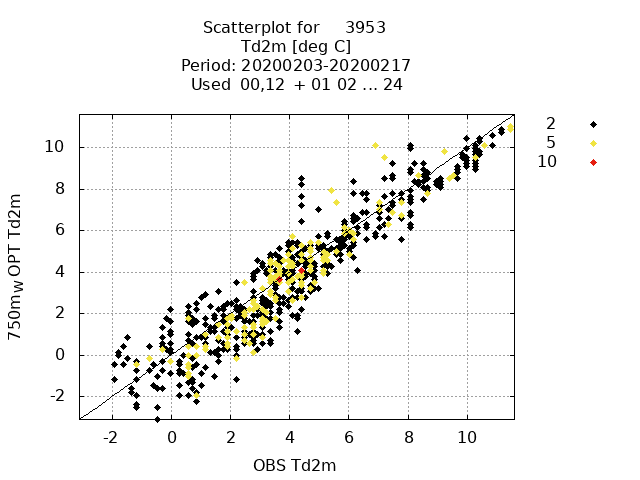 Scatterplot for 3953
Td2m [deg C]
Period: 20200203-20200217
Used 00,12 + 01 02 ... 24
2
5
10
10
8
6
4
2
0
-2
750mw OPT Td2m
-2 0 2 4 6 8 10
OBS Td2m